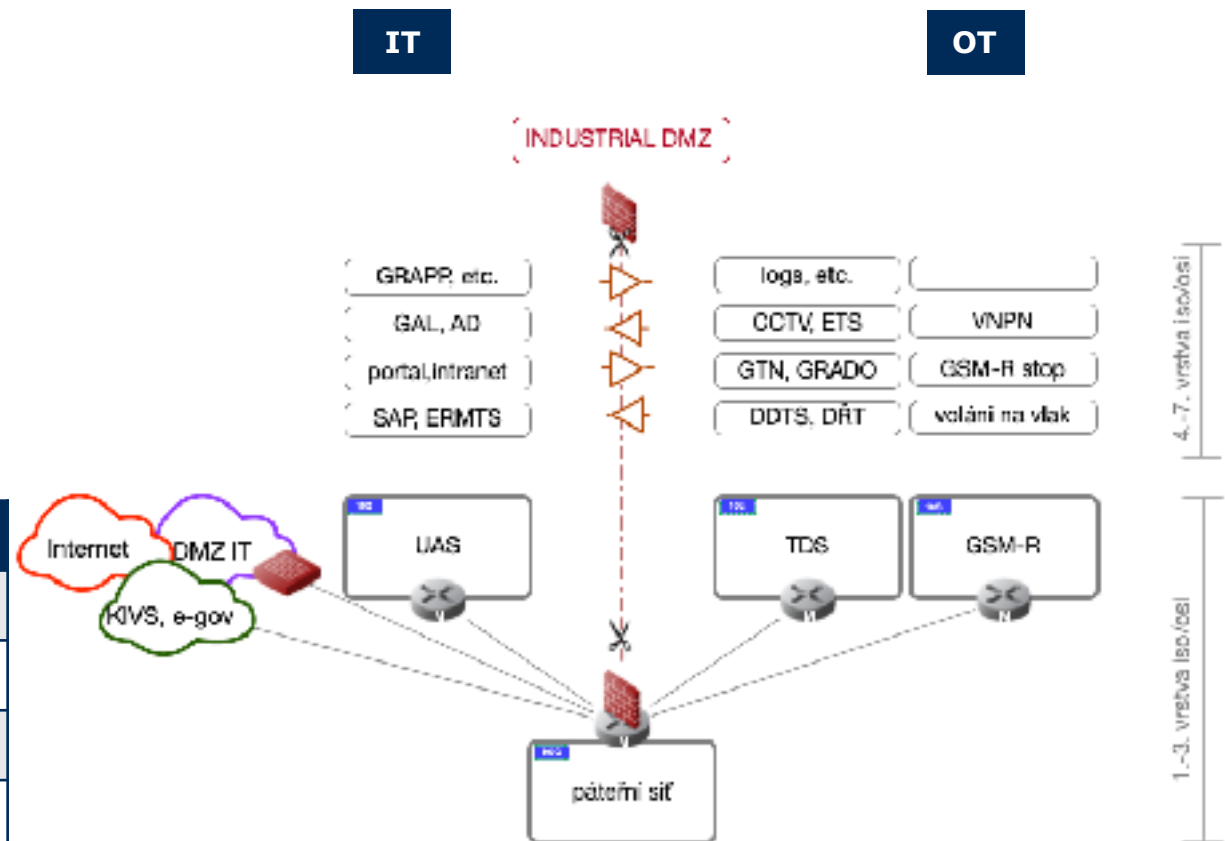 IT
OT
INDUSTRIAL DMZ
GRAPP, etc.
logs, etc.
GAL, AD
CCTV, ETS
VNPN
portal,intranet
GTN, GRADO
GSM-R stop
SAP, ERMTS
DDTS, DŘT
volání na vlak
4.-7. vrstva iso/osi
Internet
DMZ IT
KIVS, e-gov
UAS
TDS
GSM-R
páteřní síť
1.-3. vrstva iso/osi